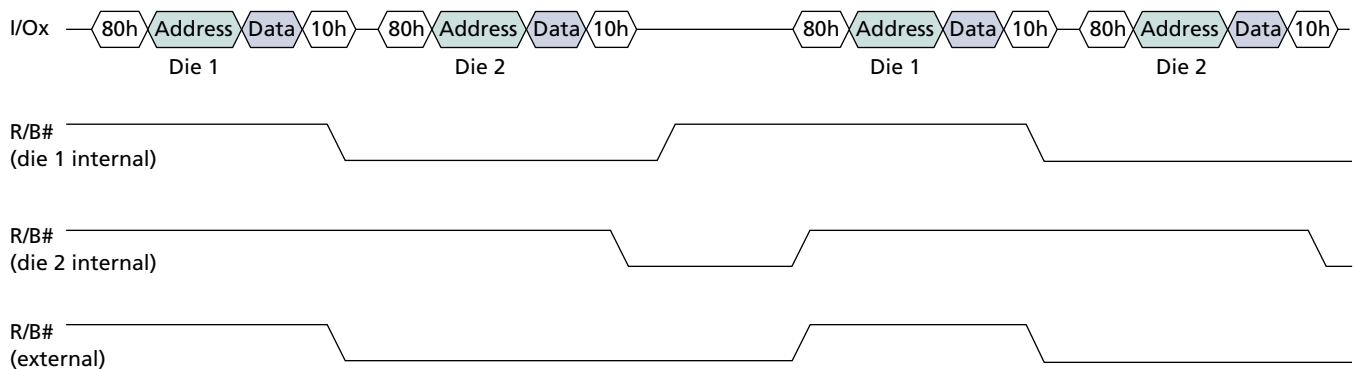 I/Ox 80h Address Data 10h 80h Address Data 10h 80h Address Data 10h 80h Address Data 10h
Die 1 Die 2 Die 1 Die 2
R/B#
(die 1 internal)
R/B#
(die 2 internal)
R/B#
(external)